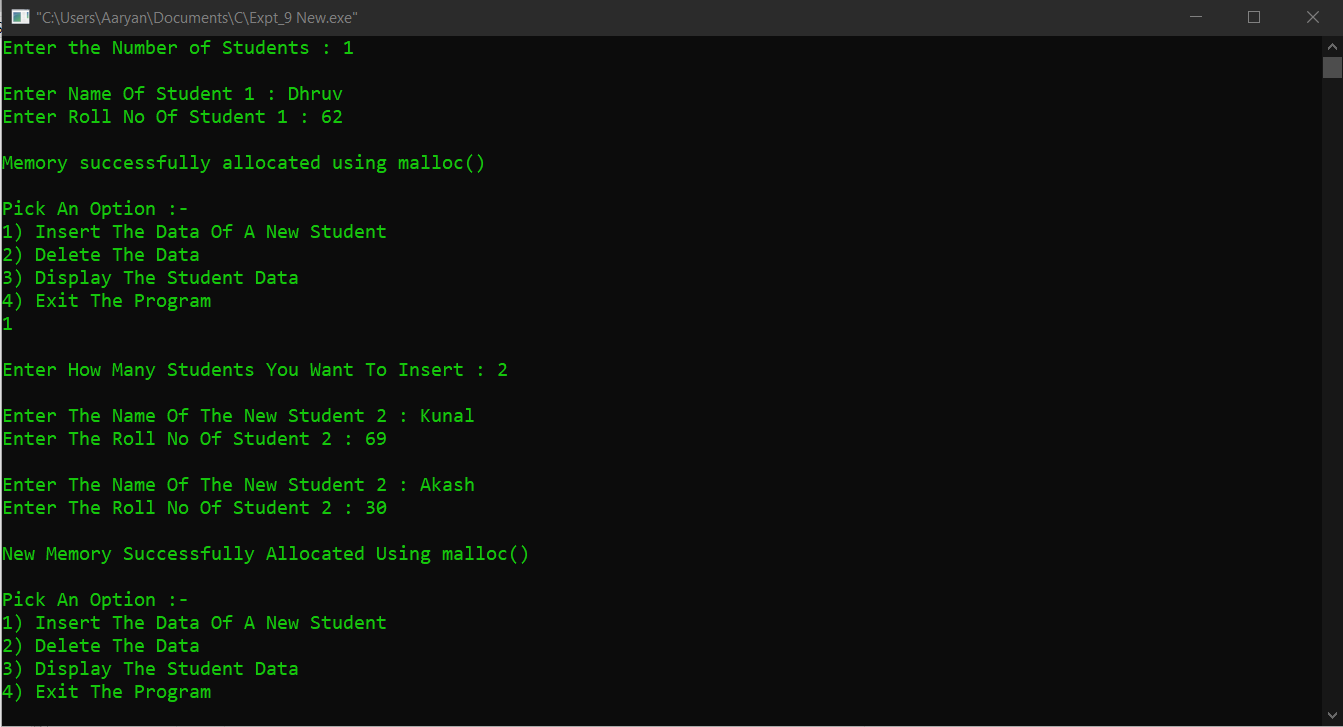 "C:\Users\Aaryan\Documents\C\Expt_9 New.exe"
Enter the Number of Students : 1
Enter Name Of Student 1 : Dhruv
Enter Roll No Of Student 1 : 62
Memory successfully allocated using malloc()
Pick An Option :-
1) Insert The Data Of A New Student
2) Delete The Data
3) Display The Student Data
4) Exit The Program
1
Enter How Many Students You Want To Insert : 2
Enter The Name Of The New Student 2 : Kunal
Enter The Roll No Of Student 2 : 69
Enter The Name Of The New Student 2 : Akash
Enter The Roll No Of Student 2 : 30
New Memory Successfully Allocated Using malloc()
Pick An Option :-
1) Insert The Data Of A New Student
2) Delete The Data
3) Display The Student Data
4) Exit The Program